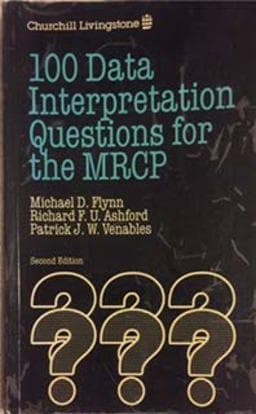 Churchill Livingstone
100 Data
Interpretation
Questions for
the MRCP
Michael D. Flynn
Richard F. U. Ashford
Patrick J. W. Venables
Second Edition
???
???